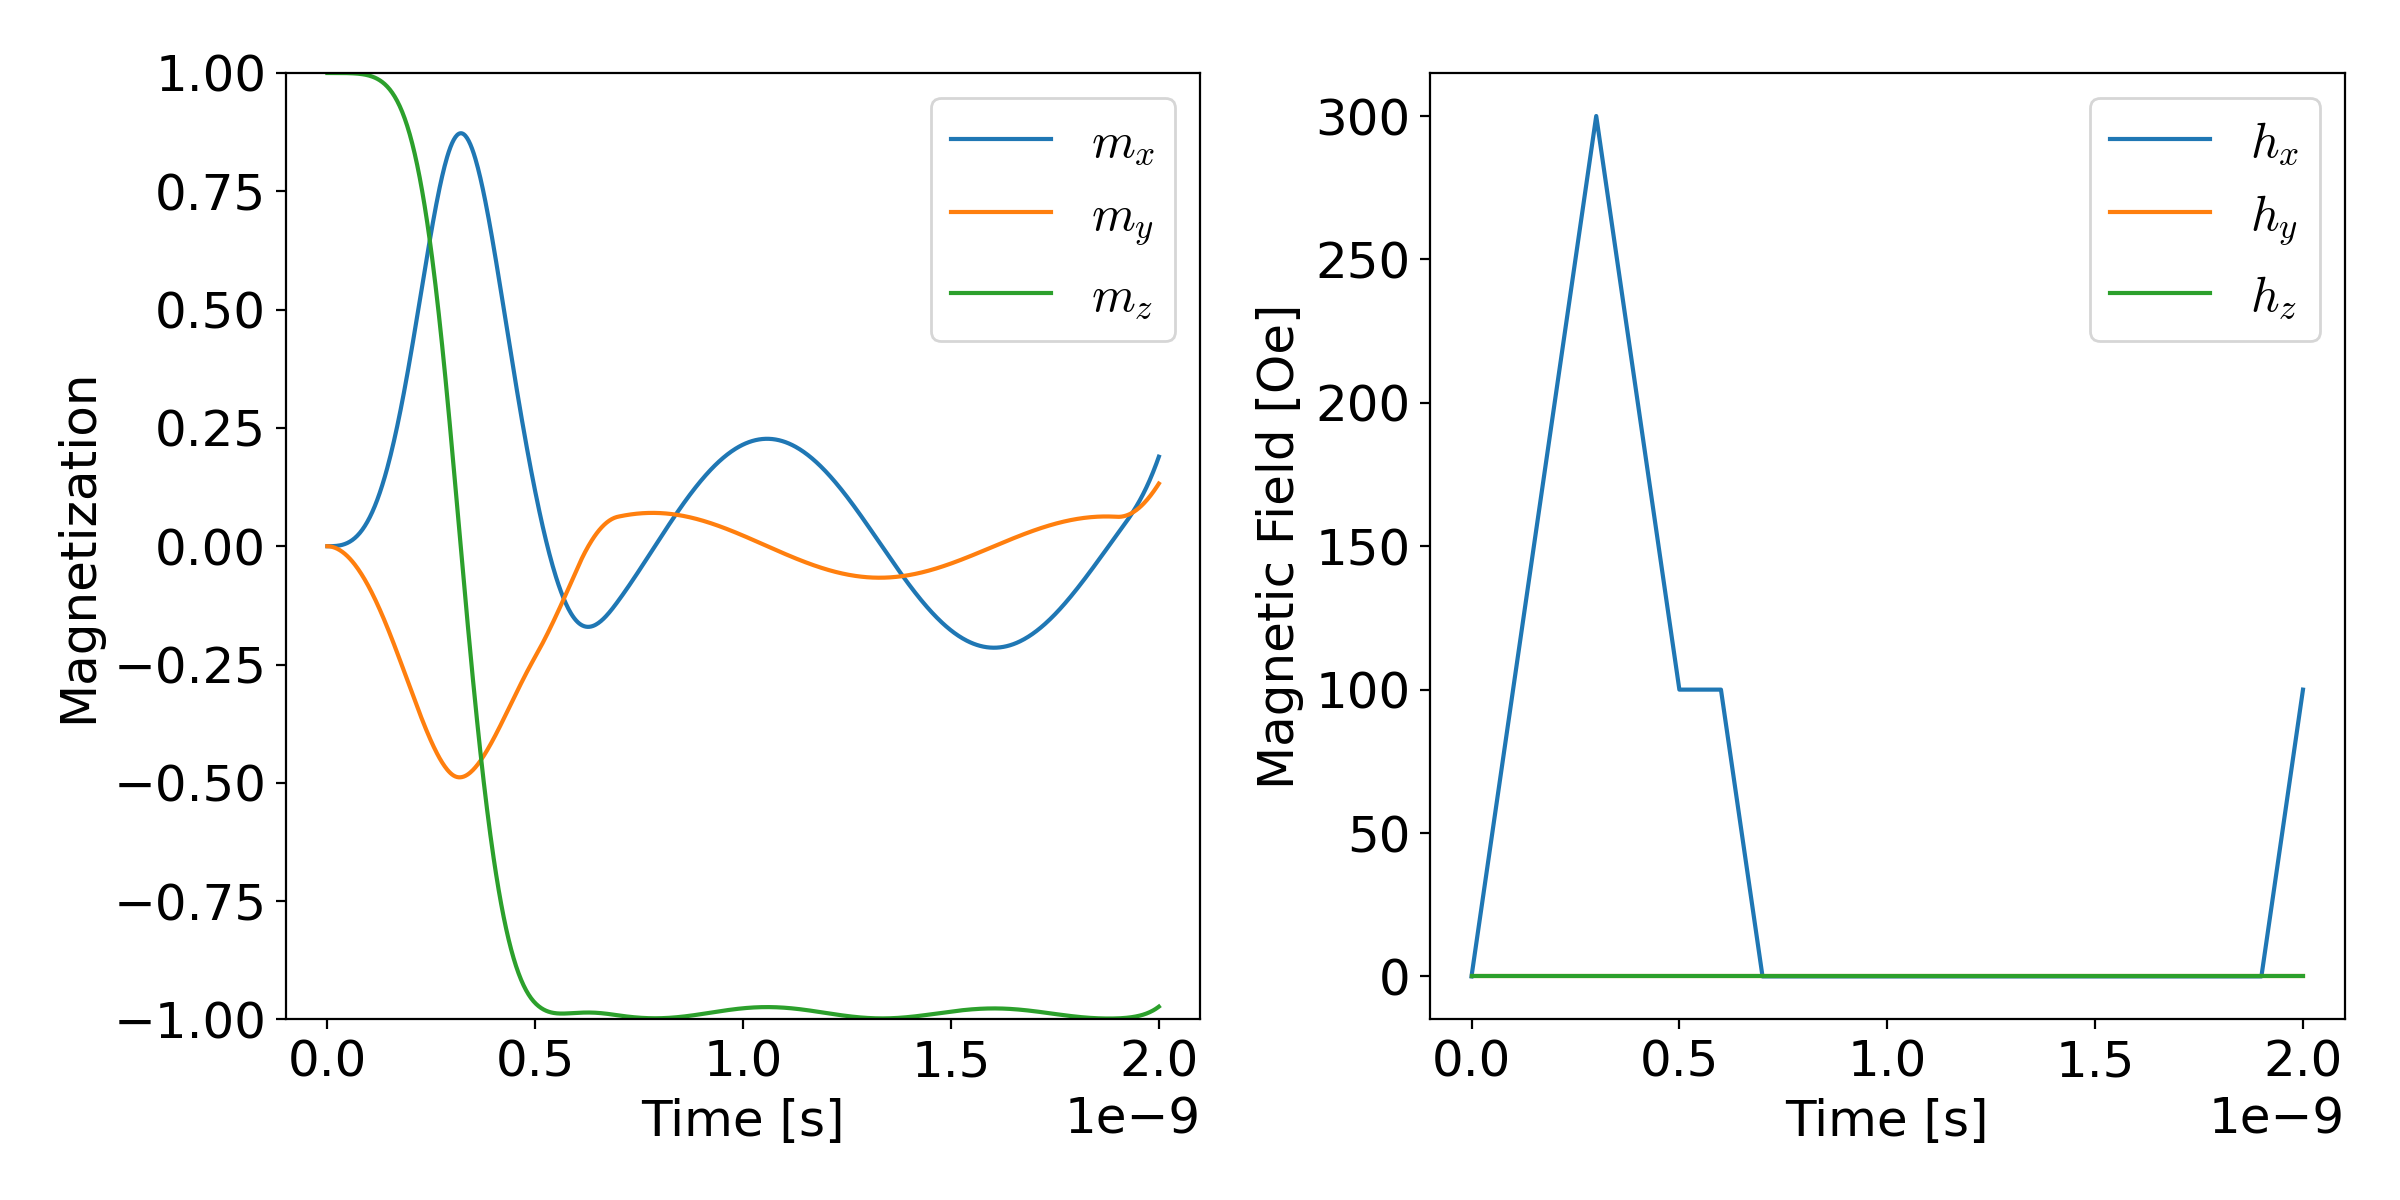 1.00
0.75
0.50
0.25
0.00
−0.25
−0.50
−0.75
−1.00
Magnetization
0.0 0.5 1.0 1.5 2.0
Time [s]
1e−9
m_x
m_y
m_z
300
250
200
150
100
50
0
Magnetic Field [Oe]
0.0 0.5 1.0 1.5 2.0
Time [s]
1e−9
h_x
h_y
h_z